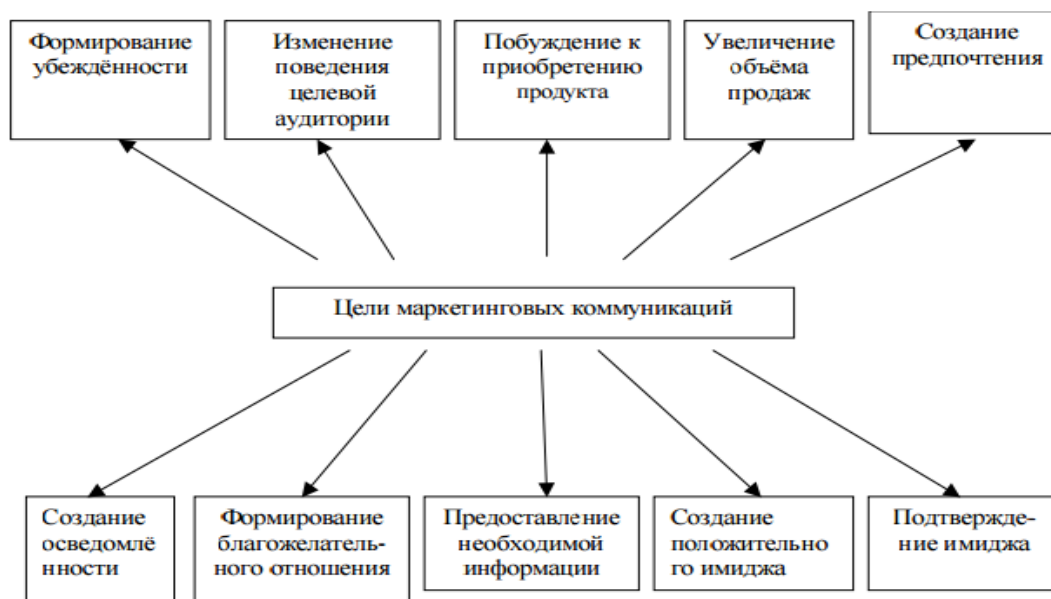 Формирование
убеждённости
Изменение
поведения
целевой
аудитории
Побуждение к
приобретению
продукта
Увеличение
объёма
продаж
Создание
предпочтения
Цели маркетинговых коммуникаций
Создание
осведомлё
нности
Формирование
благожелатель-
ного отношения
Предоставление
необходимой
информации
Создание
положительно
го имиджа
Подтвержде-
ние имиджа